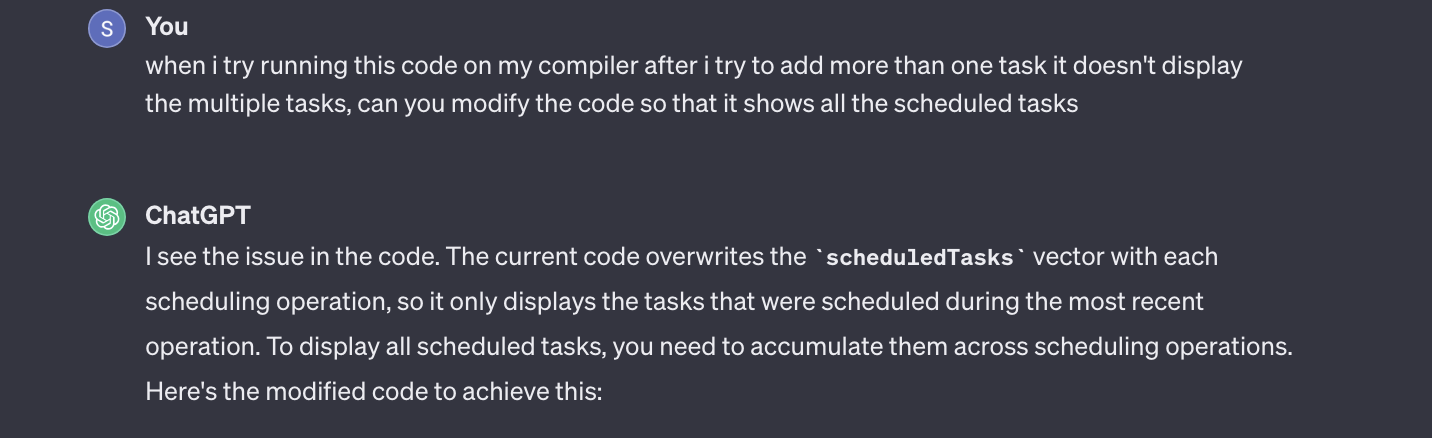 S You
when i try running this code on my compiler after i try to add more than one task it doesn't display
the multiple tasks, can you modify the code so that it shows all the scheduled tasks
ChatGPT
I see the issue in the code. The current code overwrites the `scheduledTasks` vector with each
scheduling operation, so it only displays the tasks that were scheduled during the most recent
operation. To display all scheduled tasks, you need to accumulate them across scheduling operations.
Here's the modified code to achieve this: